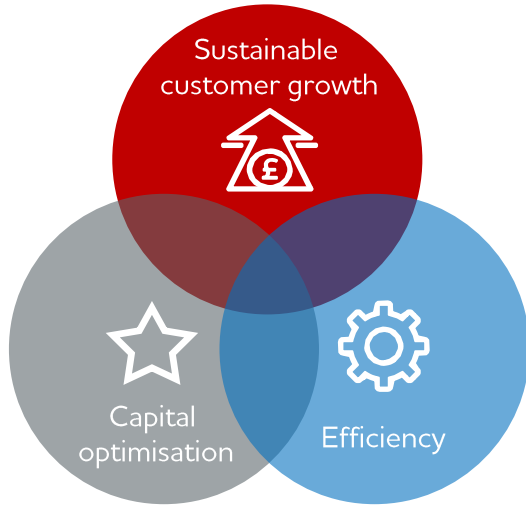 Sustainable
customer growth
£
Capital
optimisation
Efficiency